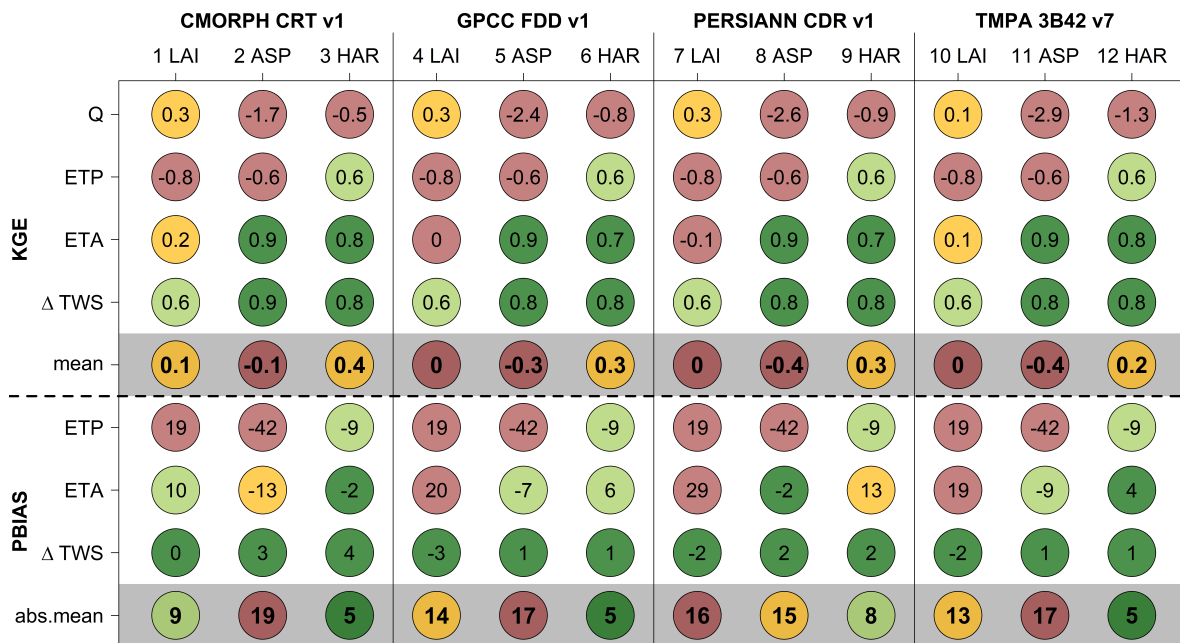 CMORPH CRT v1 GPCC FDD v1 PERSIANN CDR v1 TMPA 3B42 v7
1 LAI 2 ASP 3 HAR 4 LAI 5 ASP 6 HAR 7 LAI 8 ASP 9 HAR 10 LAI 11 ASP 12 HAR
KGE
Q 0.3 -1.7 -0.5 0.3 -2.4 -0.8 0.3 -2.6 -0.9 0.1 -2.9 -1.3
ETP -0.8 -0.6 0.6 -0.8 -0.6 0.6 -0.8 -0.6 0.6 -0.8 -0.6 0.6
ETA 0.2 0.9 0.8 0 0.9 0.7 -0.1 0.9 0.7 0.1 0.9 0.8
Δ TWS 0.6 0.9 0.8 0.6 0.8 0.8 0.6 0.8 0.8 0.6 0.8 0.8
mean 0.1 -0.1 0.4 0 -0.3 0.3 0 -0.4 0.3 0 -0.4 0.2
PBIAS
ETP 19 -42 -9 19 -42 -9 19 -42 -9 19 -42 -9
ETA 10 -13 -2 20 -7 6 29 -2 13 19 -9 4
Δ TWS 0 3 4 -3 1 1 -2 2 2 -2 1 1
abs.mean 9 19 5 14 17 5 16 15 8 13 17 5